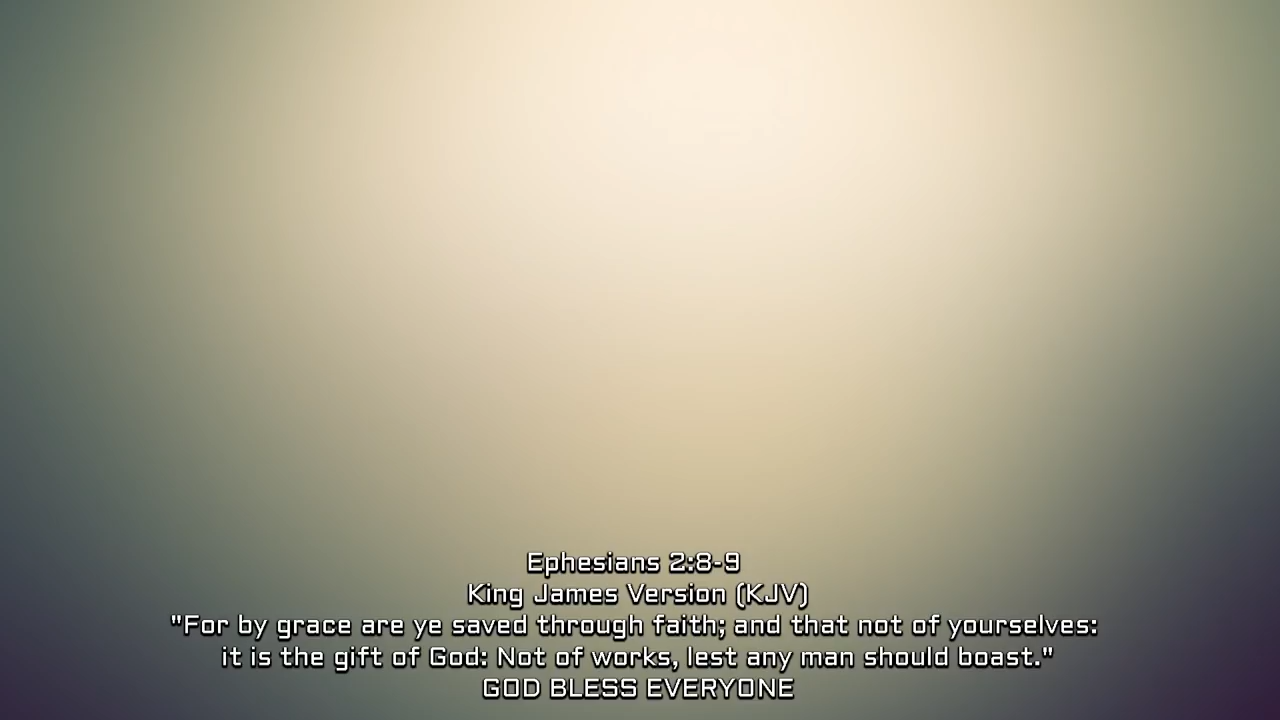 Ephesians 2:8-9
King James Version (KJV)
"For by grace are ye saved through faith; and that not of yourselves:
it is the gift of God: Not of works, lest any man should boast."
GOD BLESS EVERYONE